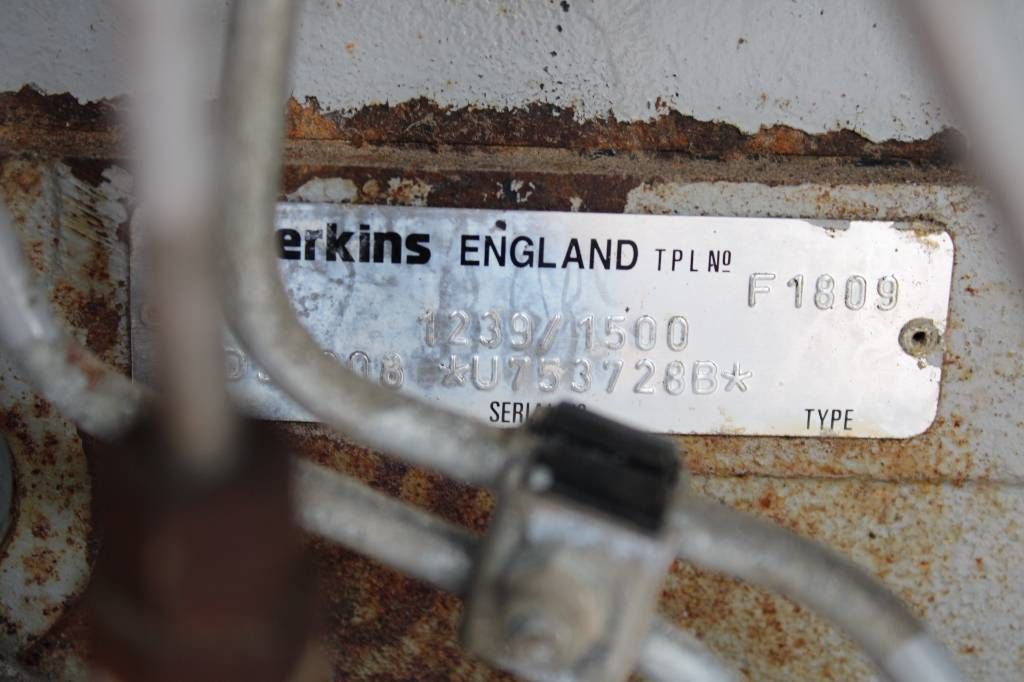 erkins ENGLAND TPL Nº
F1809
1239/1500
*U753728B*
TYPE